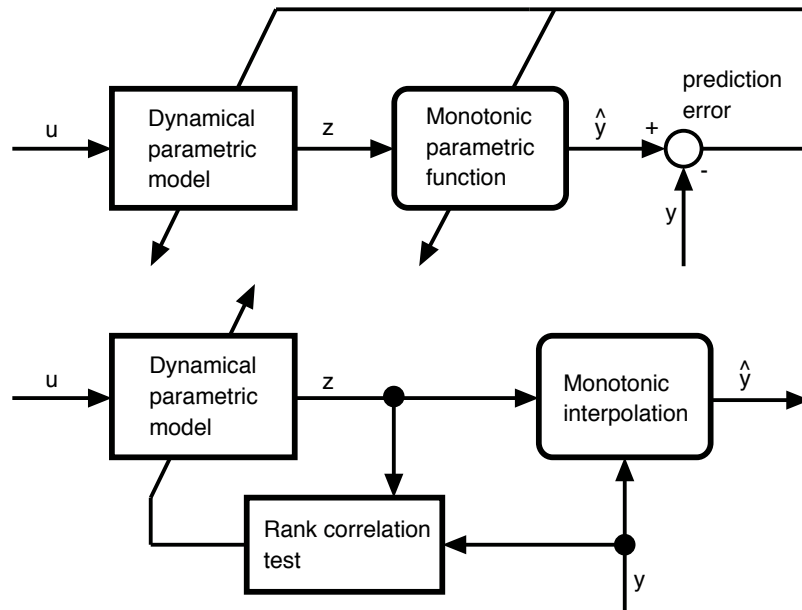 u
Dynamical
parametric
model
z
Monotonic
parametric
function
ŷ
+
-
prediction
error
y
u
Dynamical
parametric
model
z
Monotonic
interpolation
ŷ
Rank correlation
test
y